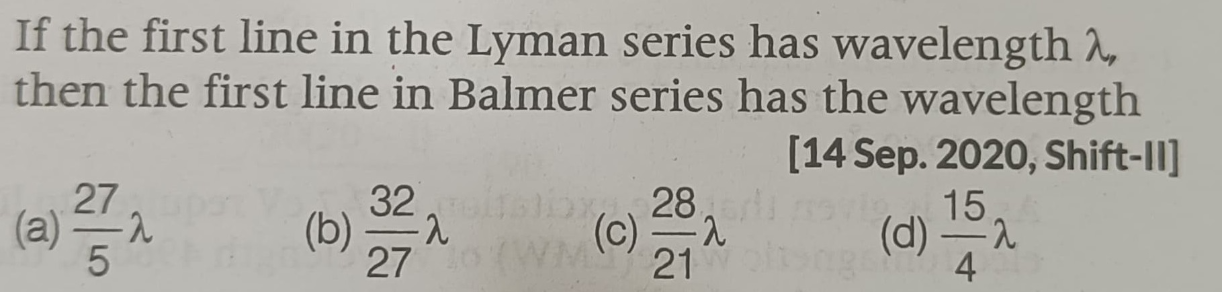 If the first line in the Lyman series has wavelength λ,
then the first line in Balmer series has the wavelength
[14 Sep. 2020, Shift-II]
(a) 27/5 λ (b) 32/27 λ (c) 28/21 λ (d) 15/4 λ